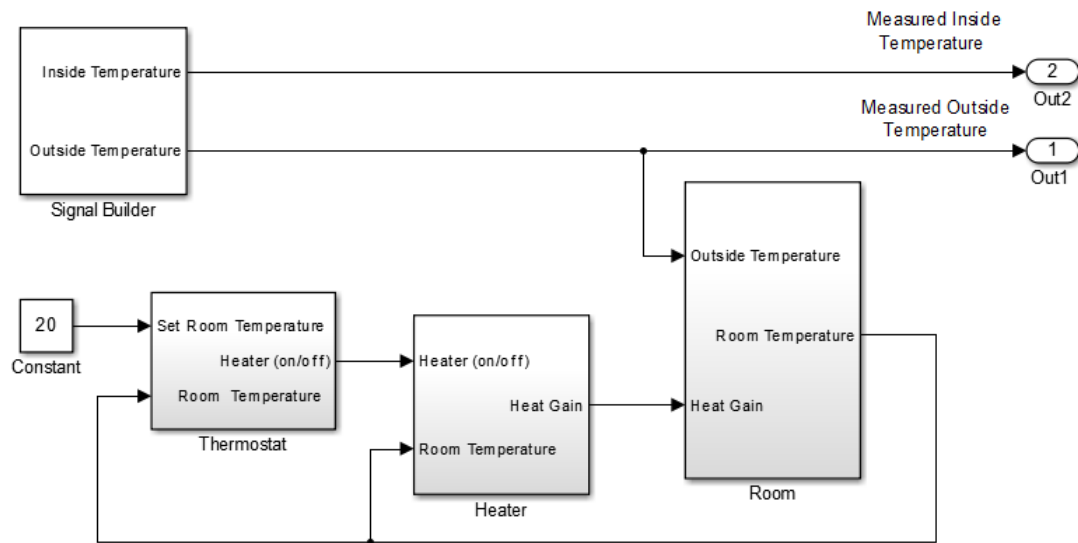 Measured Inside
Temperature
Inside Temperature
2
Out2
Measured Outside
Temperature
Outside Temperature
1
Out1
Signal Builder
Outside Temperature
20
Constant
Set Room Temperature
Heater (on/off)
Room Temperature
Thermostat
Heater (on/off)
Heat Gain
Room Temperature
Heater
Room Temperature
Heat Gain
Room